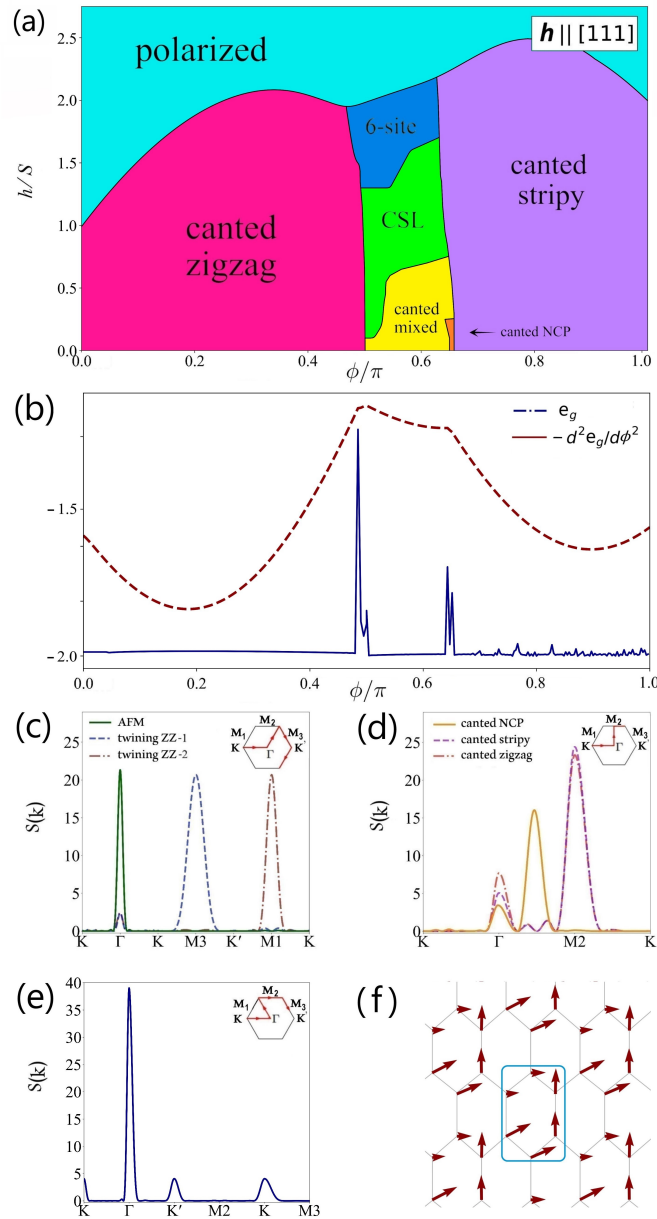 (a)
2.5
2.0
1.5
1.0
0.5
0.0
h/S
polarized
h || [111]
6-site
canted
zigzag
CSL
canted
stripy
canted
mixed
← canted NCP
0.0
0.2
0.4
0.6
0.8
1.0
ϕ/π
(b)
e_g
−d²e_g/dϕ²
−1.5
−2.0
0.0
0.2
0.4
0.6
0.8
1.0
ϕ/π
(c)
AFM
twining ZZ-1
twining ZZ-2
M₁
M₂
M₃
K
Γ
K'
25
20
15
10
5
0
S(k)
K
Γ
K
M3
K′
M1
K
(d)
canted NCP
canted stripy
canted zigzag
M₁
M₂
M₃
K
Γ
K'
25
20
15
10
5
0
S(k)
K
Γ
M2
K
(e)
M₁
M₂
M₃
K
Γ
K
40
35
30
25
20
15
10
5
0
S(k)
K
Γ
K′
M2
K
M3
(f)